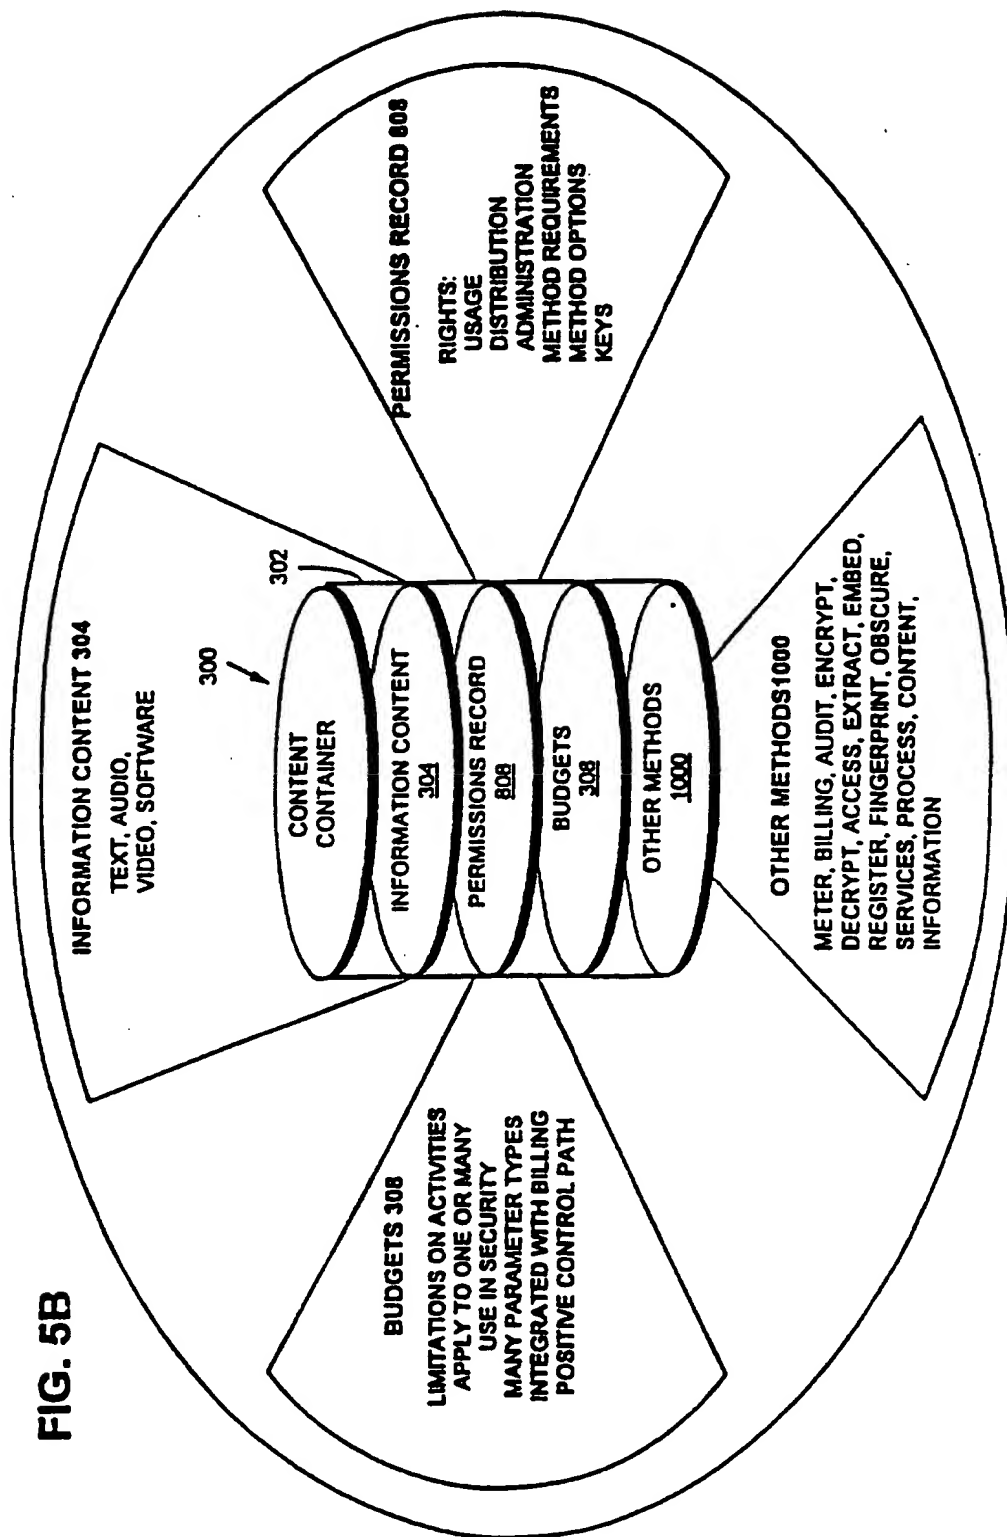 FIG. 5B
INFORMATION CONTENT 304
TEXT, AUDIO,
VIDEO, SOFTWARE
300
302
CONTENT
CONTAINER
INFORMATION CONTENT
304
PERMISSIONS RECORD
808
BUDGETS
308
OTHER METHODS
1000
BUDGETS 308
LIMITATIONS ON ACTIVITIES
APPLY TO ONE OR MANY
USE IN SECURITY
MANY PARAMETER TYPES
INTEGRATED WITH BILLING
POSITIVE CONTROL PATH
PERMISSIONS RECORD 808
RIGHTS:
USAGE
DISTRIBUTION
ADMINISTRATION
METHOD REQUIREMENTS
METHOD OPTIONS
KEYS
OTHER METHODS1000
METER, BILLING, AUDIT, ENCRYPT,
DECRYPT, ACCESS, EXTRACT, EMBED,
REGISTER, FINGERPRINT, OBSCURE,
SERVICES, PROCESS, CONTENT,
INFORMATION